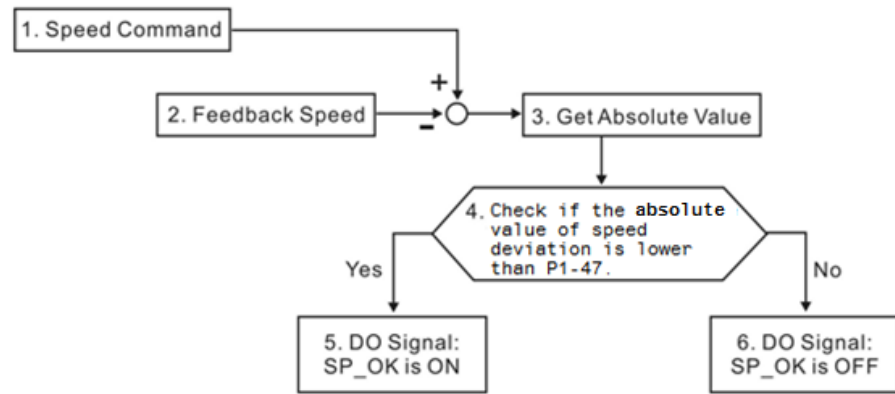 1. Speed Command
+
2. Feedback Speed
-
3. Get Absolute Value
4. Check if the absolute
value of speed
deviation is lower
than P1-47.
Yes
No
5. DO Signal:
SP_OK is ON
6. DO Signal:
SP_OK is OFF